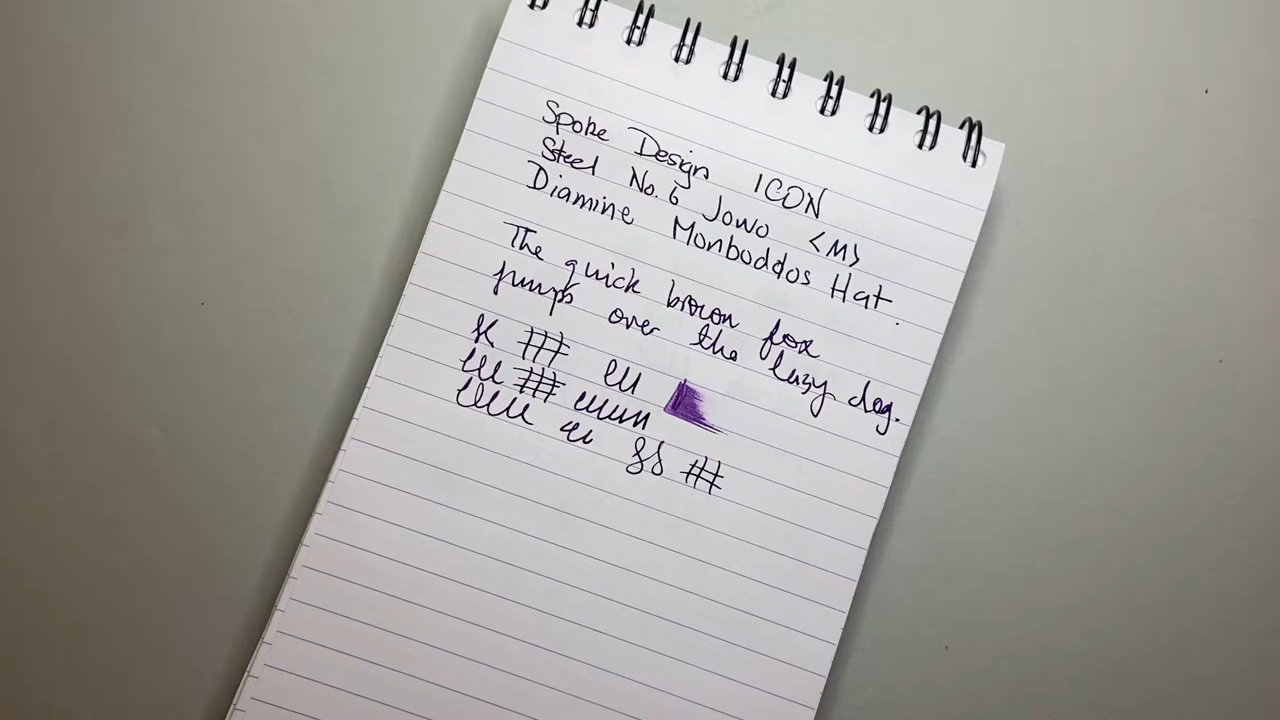 Spoke Design ICON
Steel No. 6 Jowo <M>
Diamine Monboddos Hat.
The quick brown fox
jumps over the lazy dog.